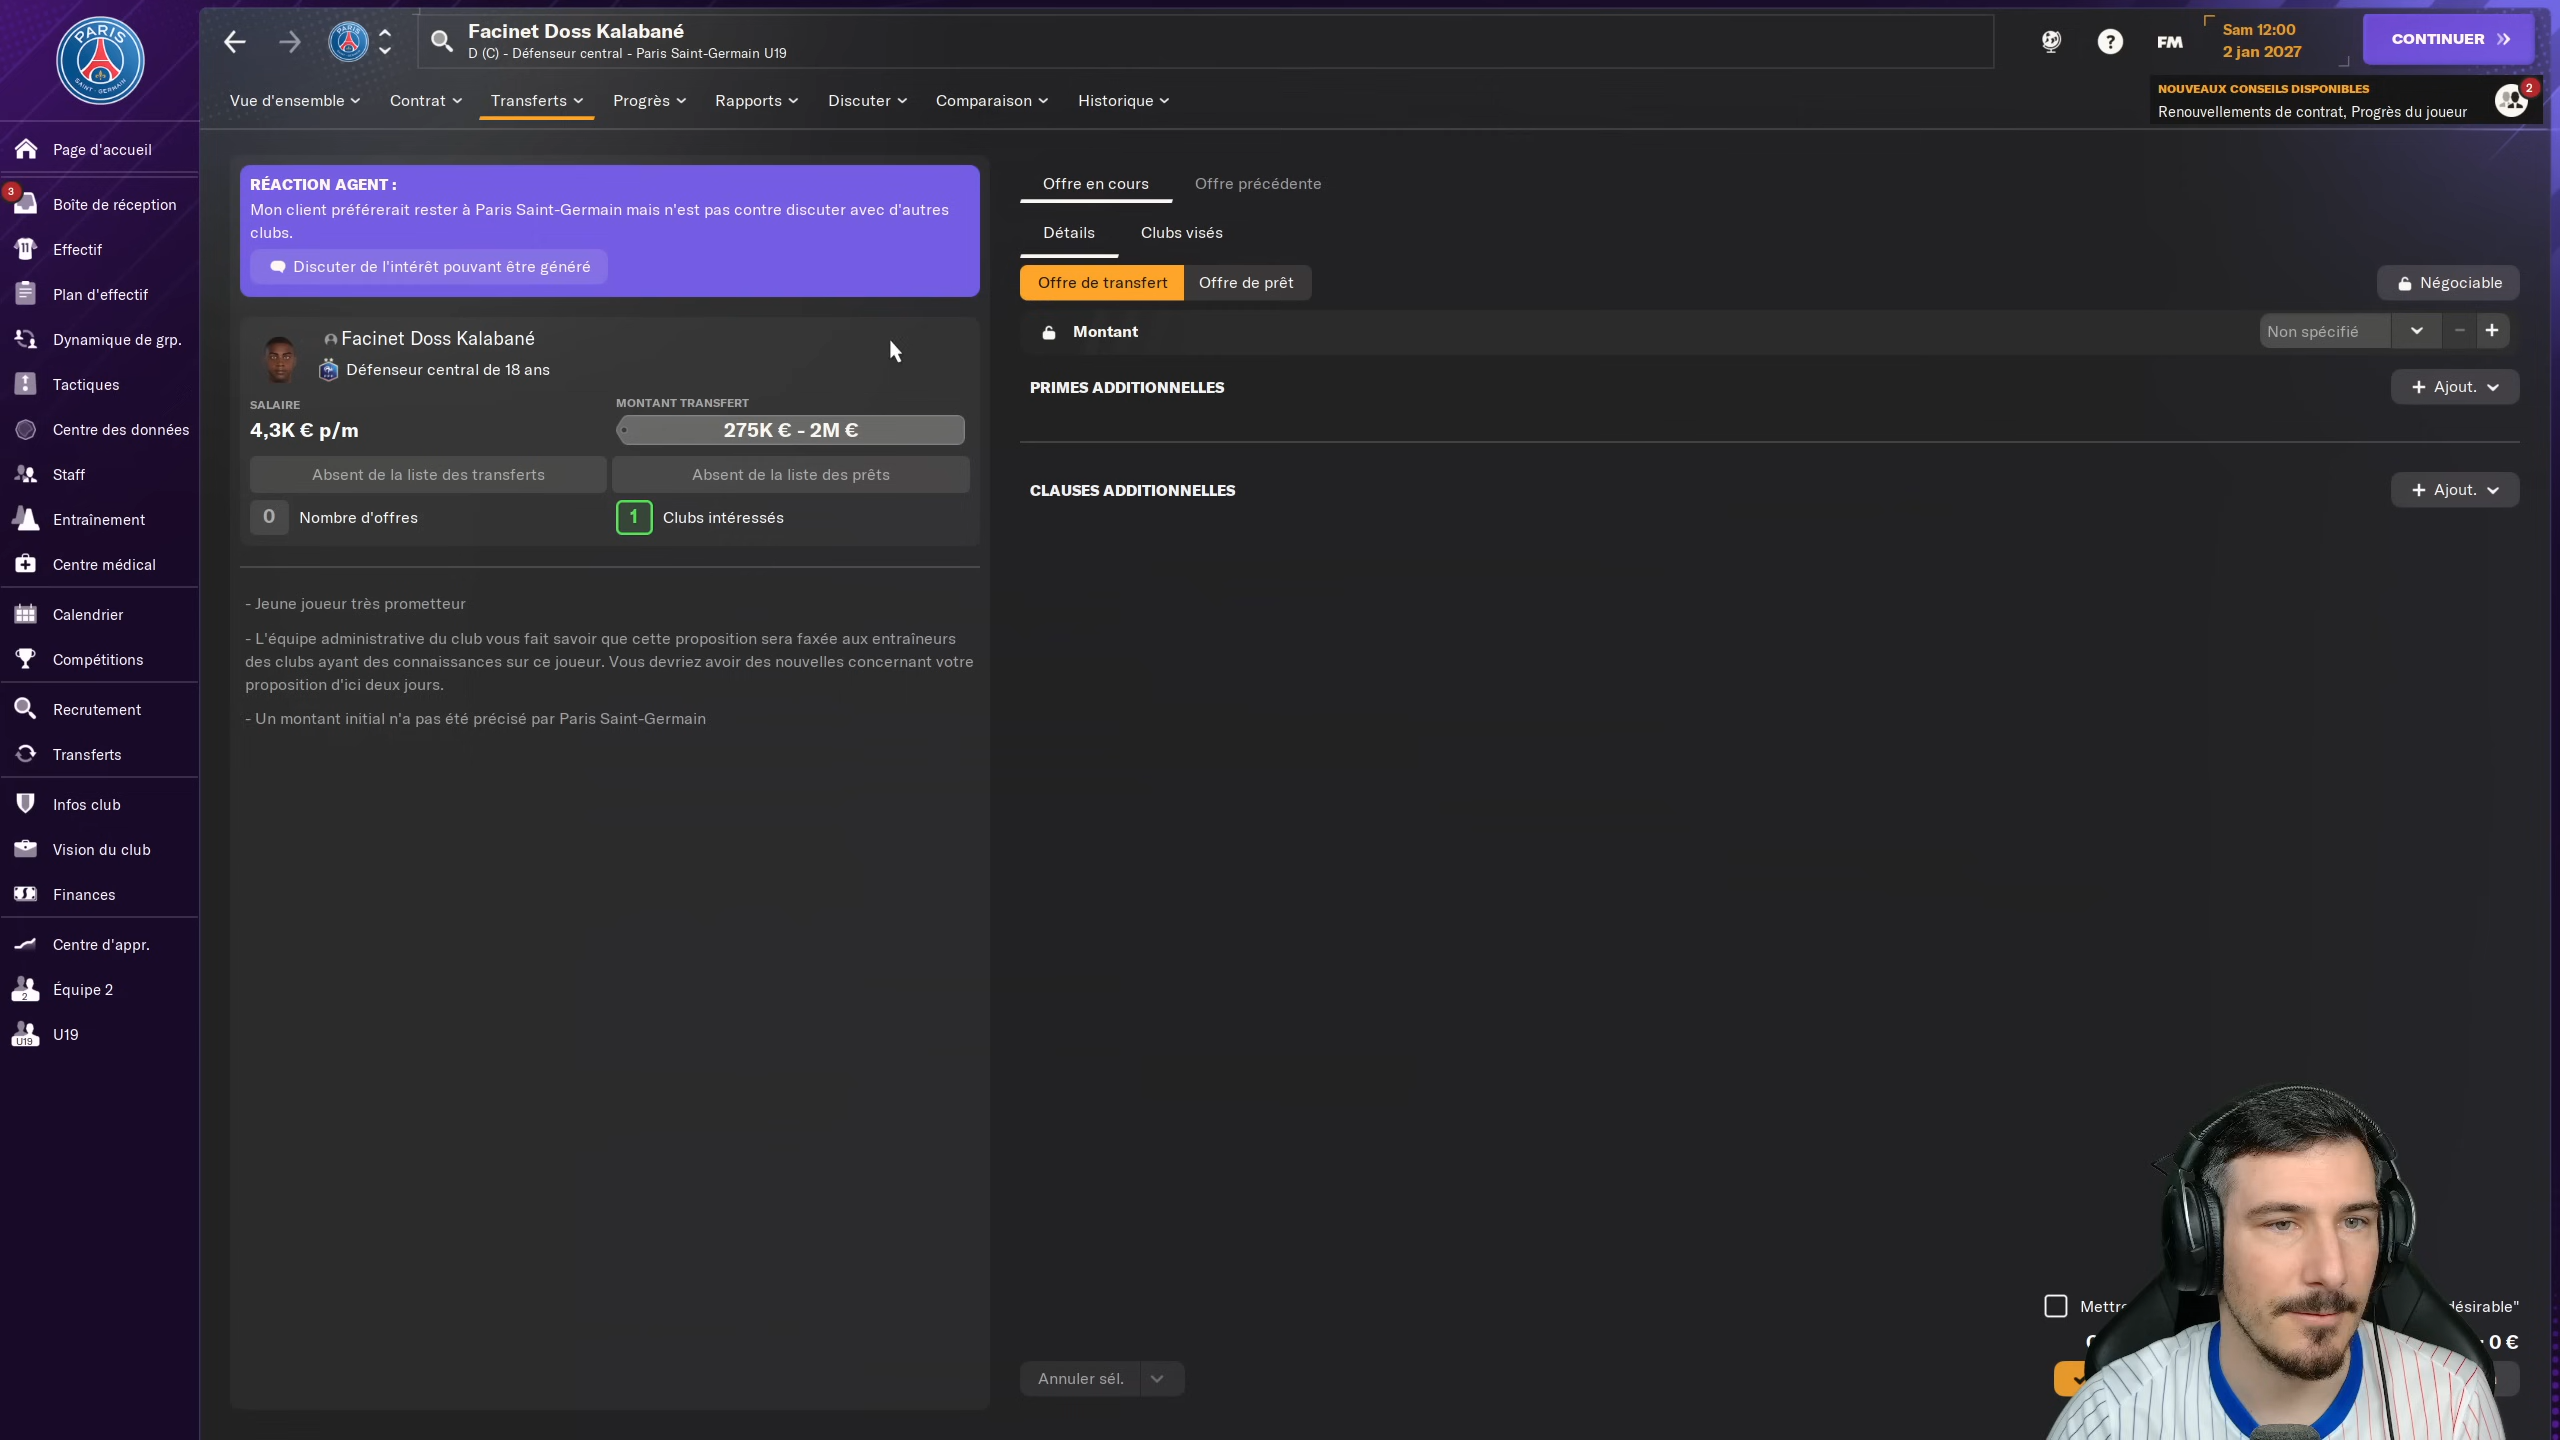 Facinet Doss Kalabané
D (C) - Défenseur central - Paris Saint-Germain U19
Sam 12:00
2 jan 2027
CONTINUER
FM
Vue d'ensemble
Contrat
Transferts
Progrès
Rapports
Discuter
Comparaison
Historique
NOUVEAUX CONSEILS DISPONIBLES
Renouvellements de contrat, Progrès du joueur
2
PARIS
SAINT-GERMAIN
Page d'accueil
3
Boîte de réception
Effectif
Plan d'effectif
Dynamique de grp.
Tactiques
Centre des données
Staff
Entraînement
Centre médical
Calendrier
Compétitions
Recrutement
Transferts
Infos club
Vision du club
Finances
Centre d'appr.
2
Équipe 2
U19
U19
RÉACTION AGENT :
Mon client préférerait rester à Paris Saint-Germain mais n'est pas contre discuter avec d'autres
clubs.
Discuter de l'intérêt pouvant être généré
Facinet Doss Kalabané
Défenseur central de 18 ans
SALAIRE
4,3K € p/m
MONTANT TRANSFERT
275K € - 2M €
Absent de la liste des transferts
Absent de la liste des prêts
0 Nombre d'offres
1 Clubs intéressés
- Jeune joueur très prometteur
- L'équipe administrative du club vous fait savoir que cette proposition sera faxée aux entraîneurs
des clubs ayant des connaissances sur ce joueur. Vous devriez avoir des nouvelles concernant votre
proposition d'ici deux jours.
- Un montant initial n'a pas été précisé par Paris Saint-Germain
Offre en cours
Offre précédente
Détails
Clubs visés
Offre de transfert
Offre de prêt
Négociable
Montant
Non spécifié
PRIMES ADDITIONNELLES
+ Ajout.
CLAUSES ADDITIONNELLES
+ Ajout.
0 €
Annuler sél.